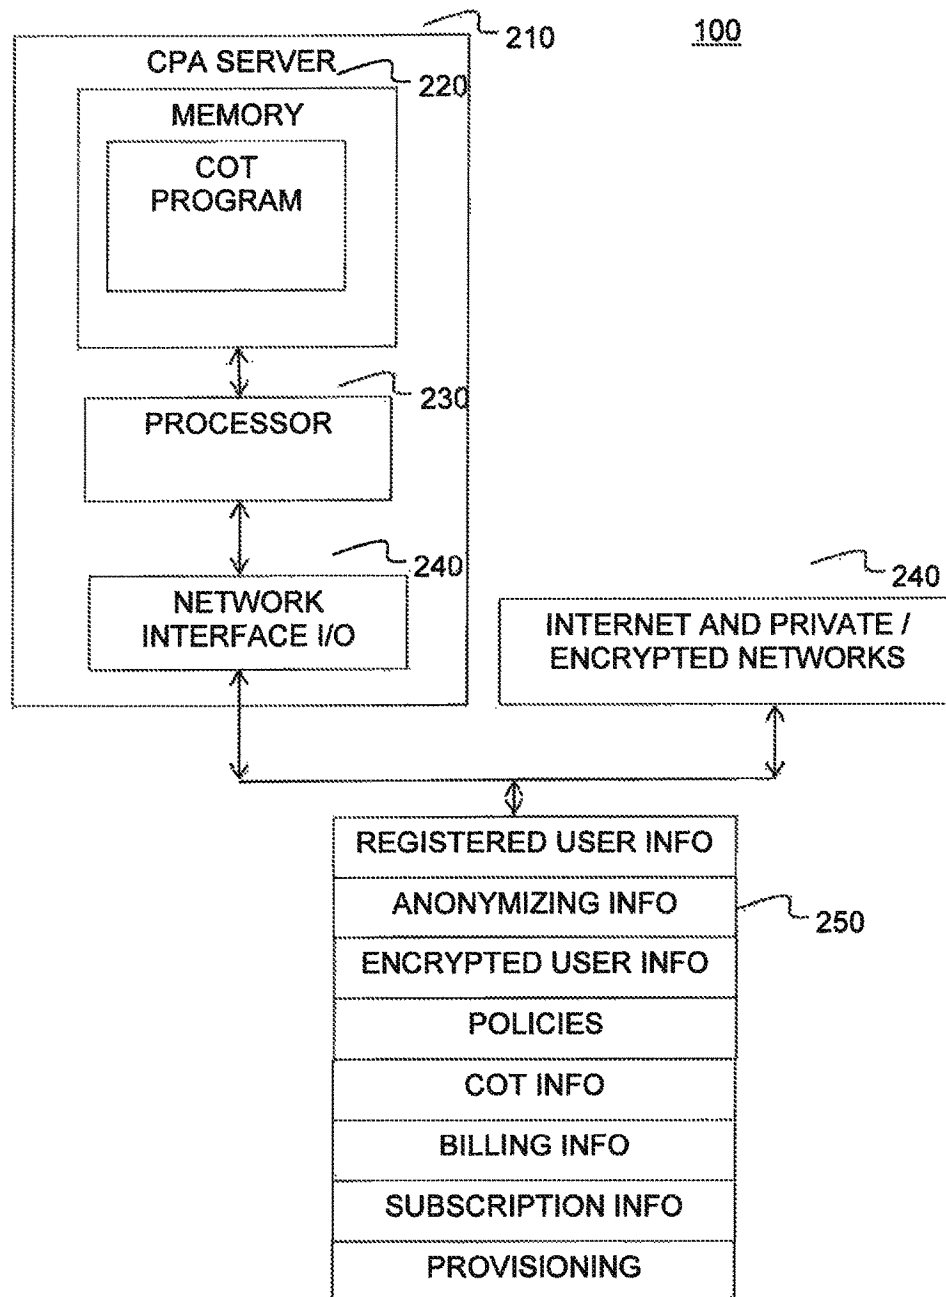 210
100
CPA SERVER
220
MEMORY
COT
PROGRAM
230
PROCESSOR
240
NETWORK
INTERFACE I/O
240
INTERNET AND PRIVATE /
ENCRYPTED NETWORKS
REGISTERED USER INFO
ANONYMIZING INFO
250
ENCRYPTED USER INFO
POLICIES
COT INFO
BILLING INFO
SUBSCRIPTION INFO
PROVISIONING